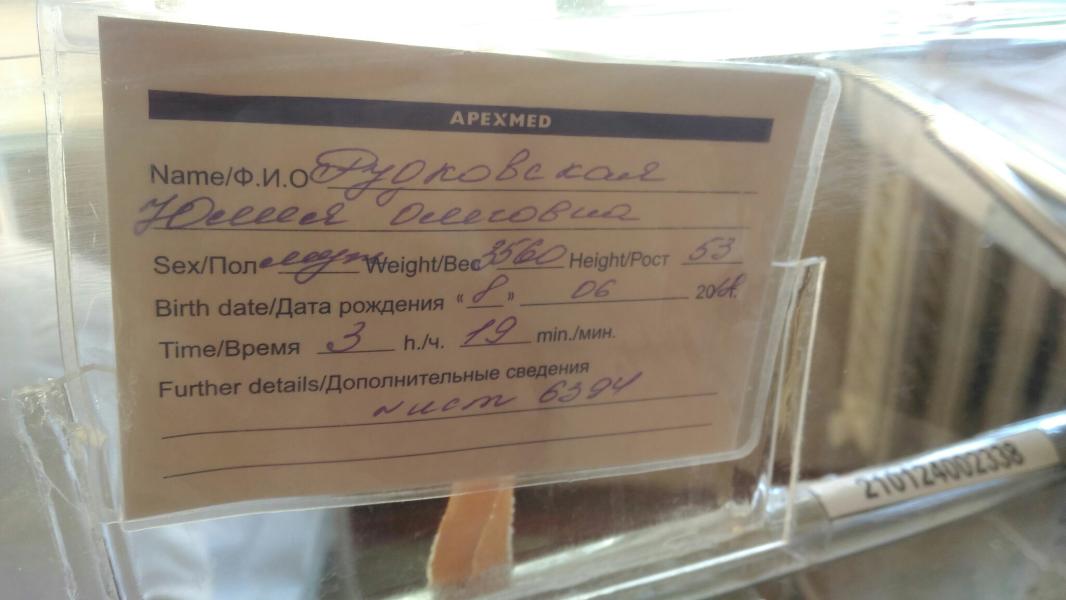 APEXMED
Name/Ф.И.О Рудковская
Юлия Олеговна
Sex/Пол муж Weight/Вес 3560 Height/Рост 53
Birth date/Дата рождения « 8 » 06 20 г.
Time/Время 3 h./ч. 19 min./мин.
Further details/Дополнительные сведения
лист 6394
210124002338